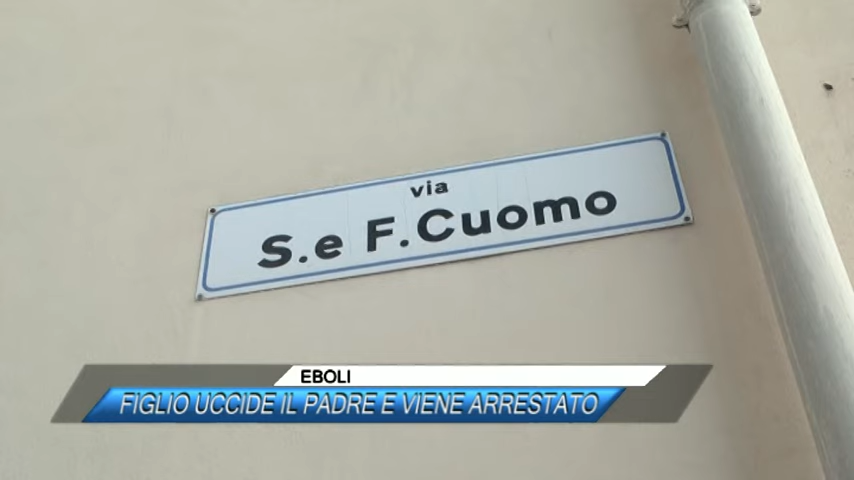 via
S.e F.Cuomo
EBOLI
FIGLIO UCCIDE IL PADRE E VIENE ARRESTATO